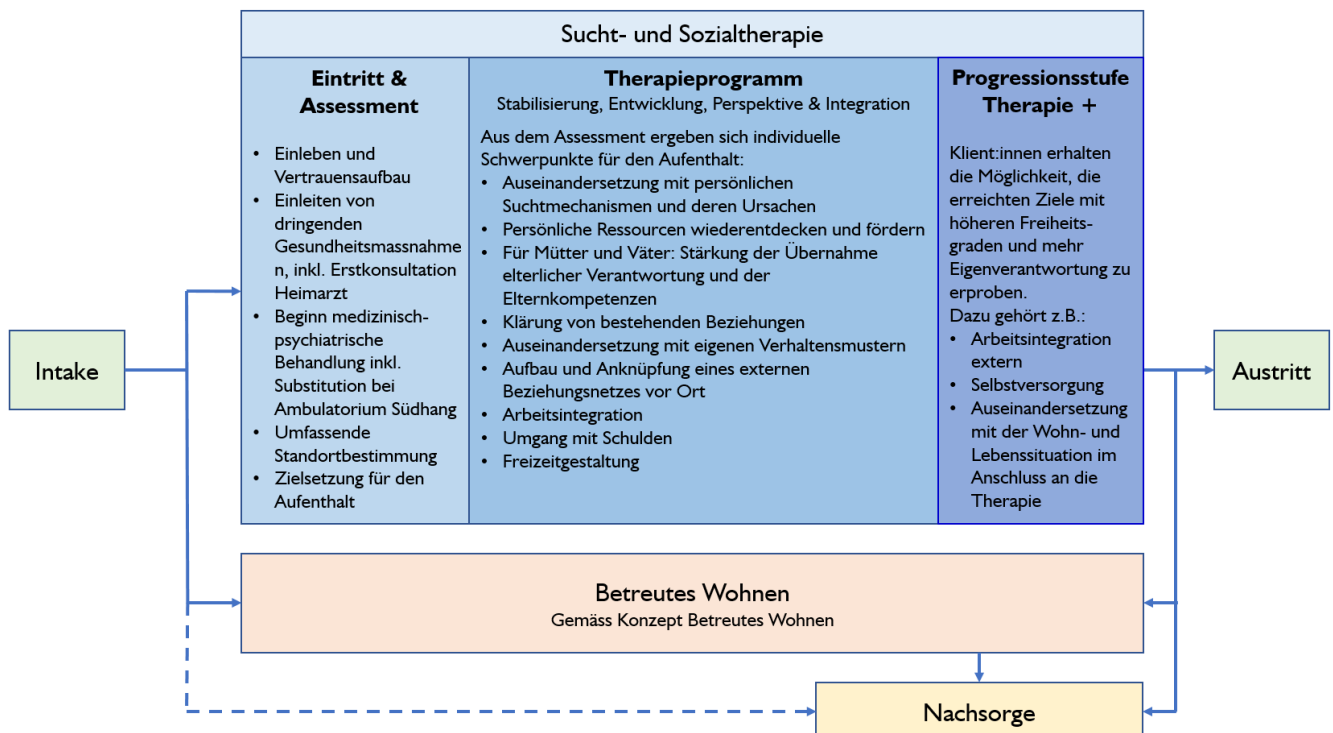 Sucht- und Sozialtherapie
Eintritt &
Assessment
• Einleben und
Vertrauensaufbau
• Einleiten von
dringenden
Gesundheitsmassnahme
n, inkl. Erstkonsultation
Heimarzt
• Beginn medizinisch-
psychiatrische
Behandlung inkl.
Substitution bei
Ambulatorium Südhang
• Umfassende
Standortbestimmung
• Zielsetzung für den
Aufenthalt
Therapieprogramm
Stabilisierung, Entwicklung, Perspektive & Integration
Aus dem Assessment ergeben sich individuelle
Schwerpunkte für den Aufenthalt:
• Auseinandersetzung mit persönlichen
Suchtmechanismen und deren Ursachen
• Persönliche Ressourcen wiederentdecken und fördern
• Für Mütter und Väter: Stärkung der Übernahme
elterlicher Verantwortung und der
Elternkompetenzen
• Klärung von bestehenden Beziehungen
• Auseinandersetzung mit eigenen Verhaltensmustern
• Aufbau und Anknüpfung eines externen
Beziehungsnetzes vor Ort
• Arbeitsintegration
• Umgang mit Schulden
• Freizeitgestaltung
Progressionsstufe
Therapie +
Klient:innen erhalten
die Möglichkeit, die
erreichten Ziele mit
höheren Freiheits-
graden und mehr
Eigenverantwortung zu
erproben.
Dazu gehört z.B.:
• Arbeitsintegration
extern
• Selbstversorgung
• Auseinandersetzung
mit der Wohn- und
Lebenssituation im
Anschluss an die
Therapie
Intake
Austritt
Betreutes Wohnen
Gemäss Konzept Betreutes Wohnen
Nachsorge